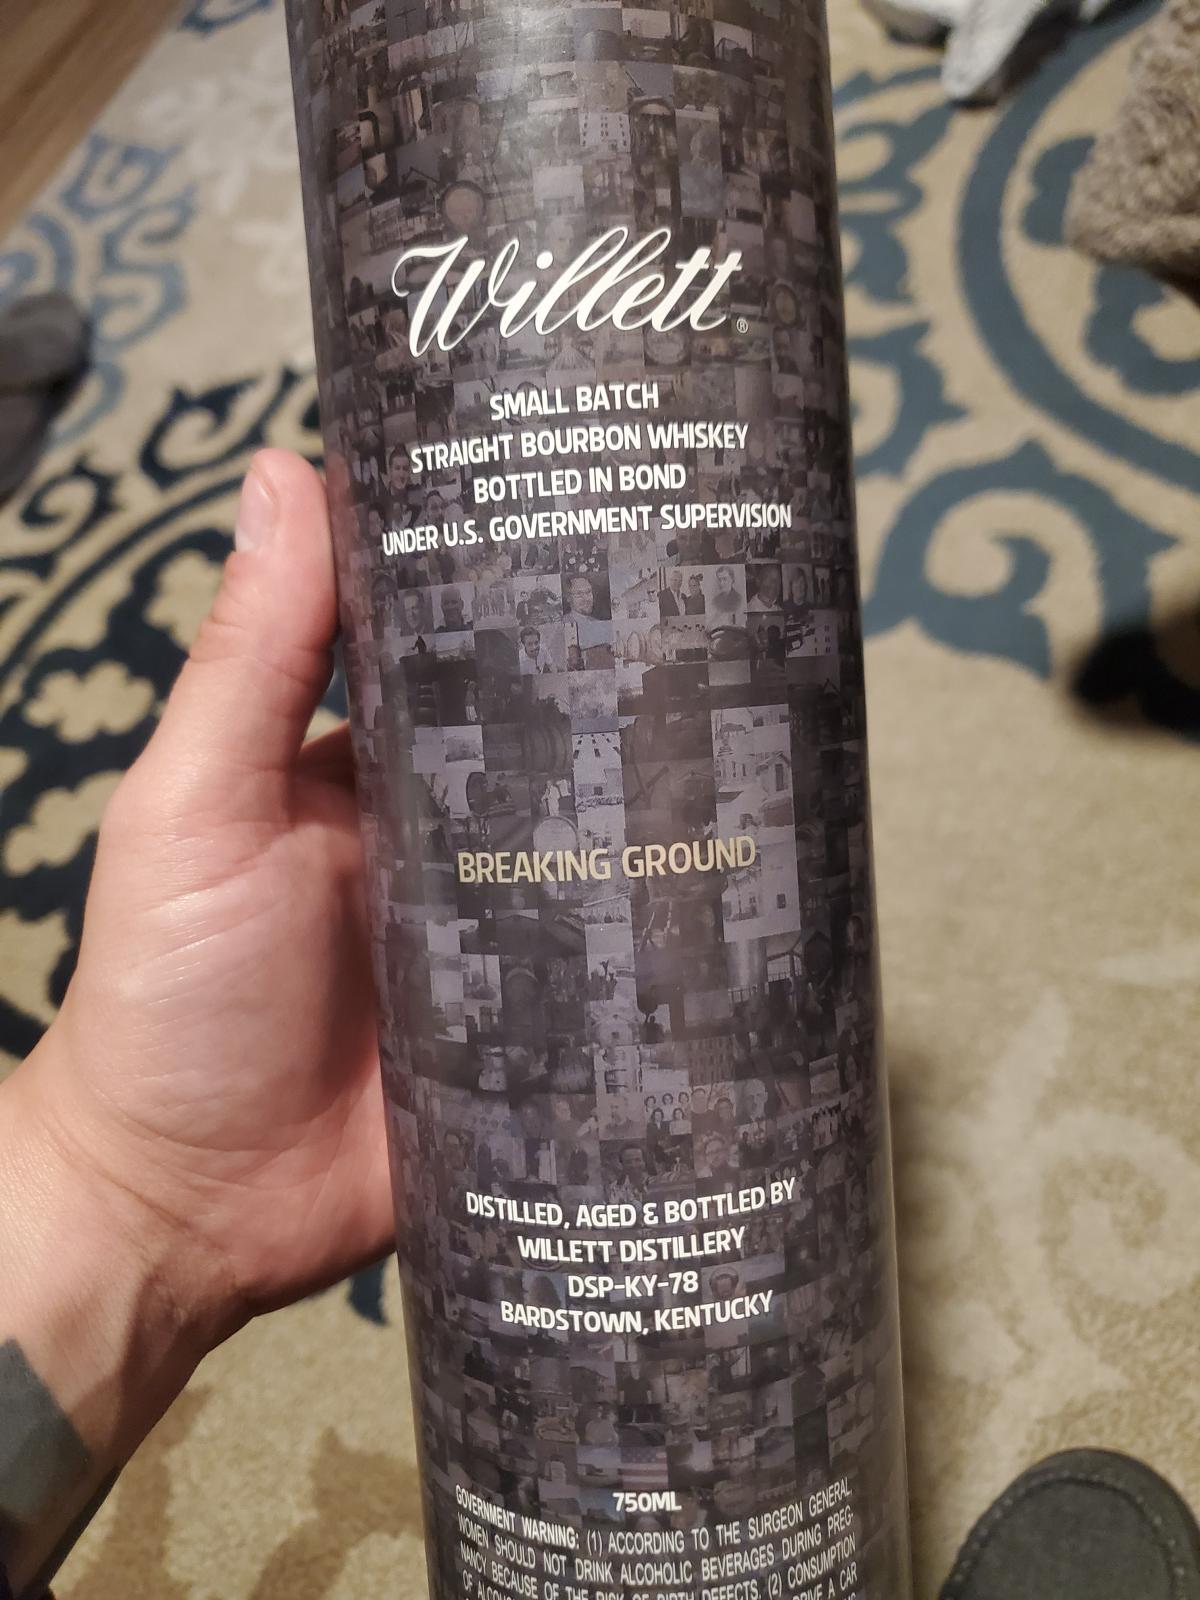 Willett®
SMALL BATCH
STRAIGHT BOURBON WHISKEY
BOTTLED IN BOND
UNDER U.S. GOVERNMENT SUPERVISION
BREAKING GROUND
DISTILLED, AGED & BOTTLED BY
WILLETT DISTILLERY
DSP-KY-78
BARDSTOWN, KENTUCKY
750ML
GOVERNMENT WARNING: (1) ACCORDING TO THE SURGEON GENERAL,
WOMEN SHOULD NOT DRINK ALCOHOLIC BEVERAGES DURING PREG-
NANCY BECAUSE OF THE RISK OF BIRTH DEFECTS. (2) CONSUMPTION
DRIVE A CAR